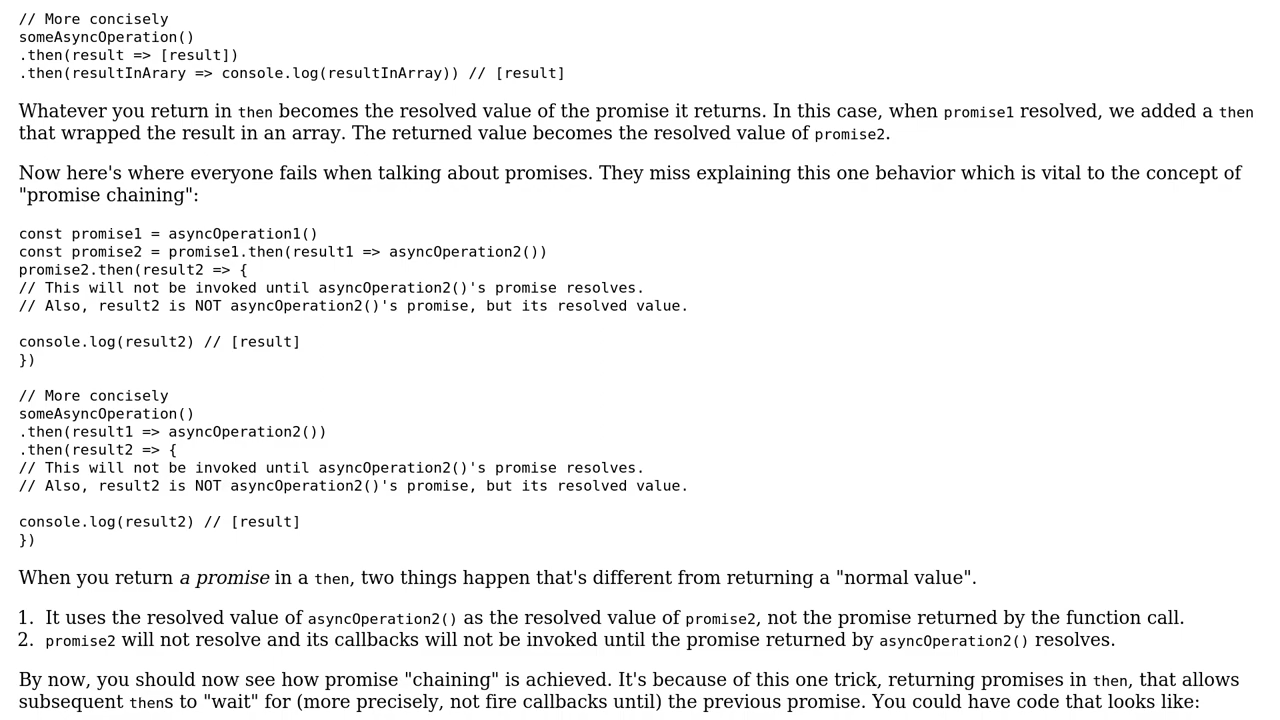 // More concisely
someAsyncOperation()
.then(result => [result])
.then(resultInArary => console.log(resultInArray)) // [result]
Whatever you return in then becomes the resolved value of the promise it returns. In this case, when promise1 resolved, we added a then
that wrapped the result in an array. The returned value becomes the resolved value of promise2.
Now here's where everyone fails when talking about promises. They miss explaining this one behavior which is vital to the concept of
"promise chaining":
const promise1 = asyncOperation1()
const promise2 = promise1.then(result1 => asyncOperation2())
promise2.then(result2 => {
// This will not be invoked until asyncOperation2()'s promise resolves.
// Also, result2 is NOT asyncOperation2()'s promise, but its resolved value.
console.log(result2) // [result]
})
// More concisely
someAsyncOperation()
.then(result1 => asyncOperation2())
.then(result2 => {
// This will not be invoked until asyncOperation2()'s promise resolves.
// Also, result2 is NOT asyncOperation2()'s promise, but its resolved value.
console.log(result2) // [result]
})
When you return a promise in a then, two things happen that's different from returning a "normal value".
1. It uses the resolved value of asyncOperation2() as the resolved value of promise2, not the promise returned by the function call.
2. promise2 will not resolve and its callbacks will not be invoked until the promise returned by asyncOperation2() resolves.
By now, you should now see how promise "chaining" is achieved. It's because of this one trick, returning promises in then, that allows
subsequent thens to "wait" for (more precisely, not fire callbacks until) the previous promise. You could have code that looks like: